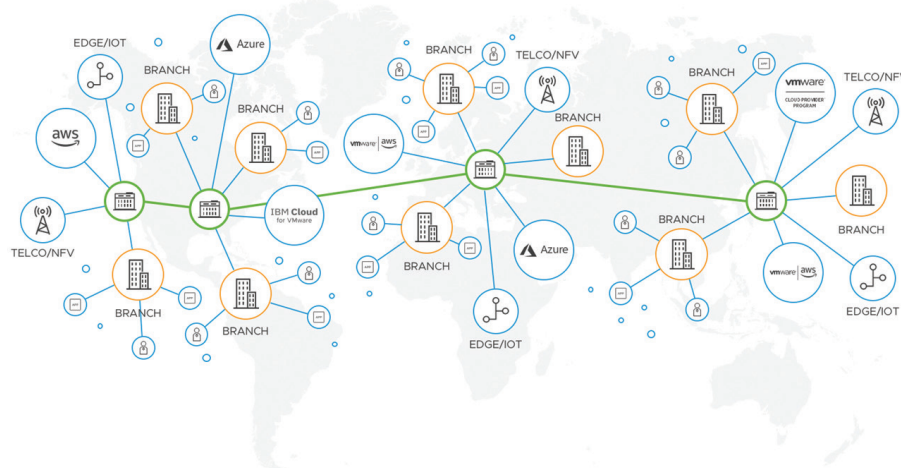 EDGE/IOT
Azure
BRANCH
BRANCH
aws
IBM Cloud
for VMware
TELCO/NFV
BRANCH
BRANCH
BRANCH
TELCO/NFV
BRANCH
vmware | aws
BRANCH
Azure
EDGE/IOT
BRANCH
vmware
CLOUD PROVIDER
PROGRAM
TELCO/NFV
BRANCH
BRANCH
vmware | aws
EDGE/IOT